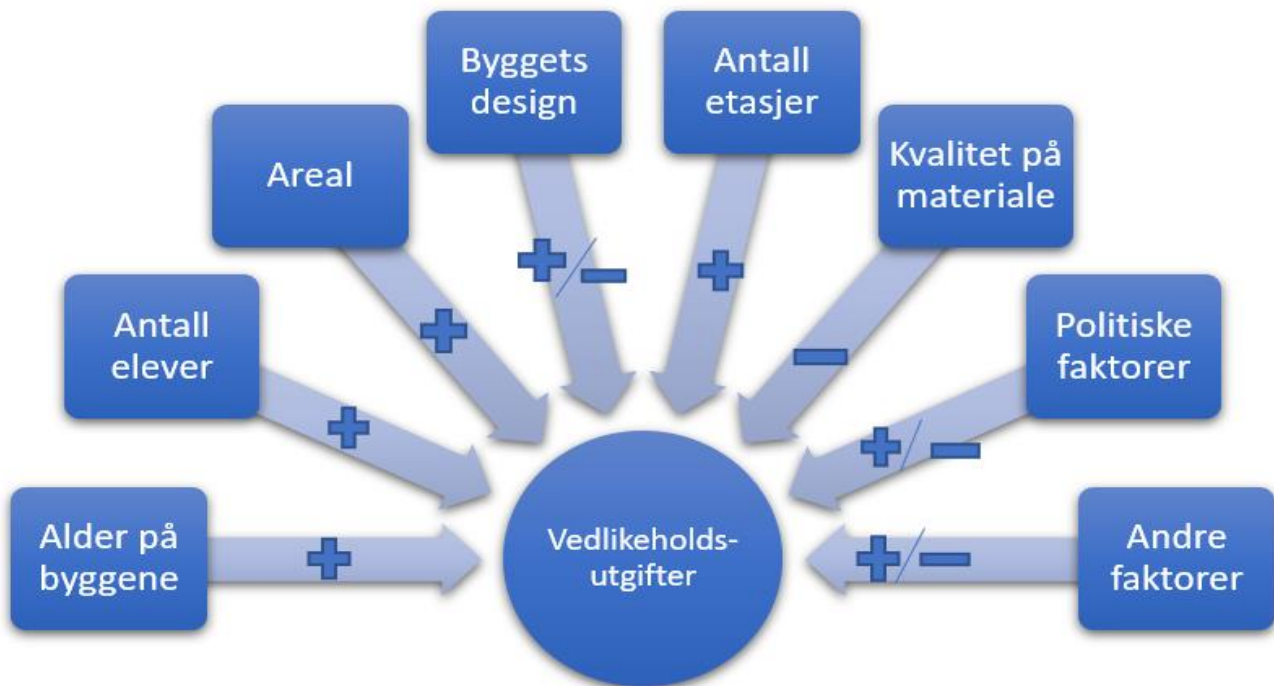 Byggets
design
Antall
etasjer
Areal
Kvalitet på
materiale
Antall
elever
Politiske
faktorer
Alder på
byggene
Vedlikeholds-
utgifter
Andre
faktorer
+
+
+
+/-
+
-
+/-
+/-